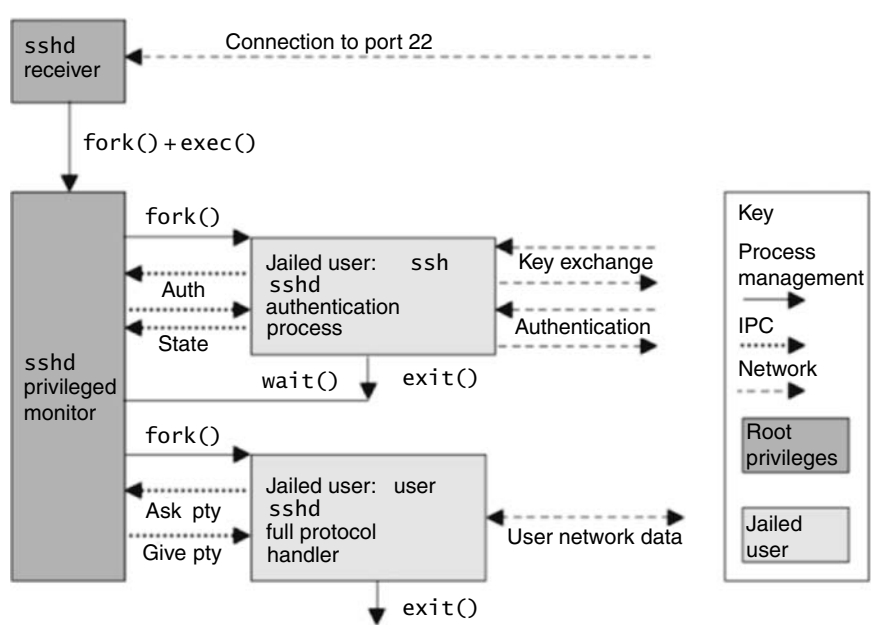 sshd
receiver
Connection to port 22
fork()+exec()
fork()
Jailed user: ssh
sshd
authentication
process
Key exchange
Authentication
Auth
State
wait()
exit()
sshd
privileged
monitor
fork()
Jailed user: user
sshd
full protocol
handler
Ask pty
Give pty
User network data
exit()
Key
Process
management
IPC
Network
Root
privileges
Jailed
user